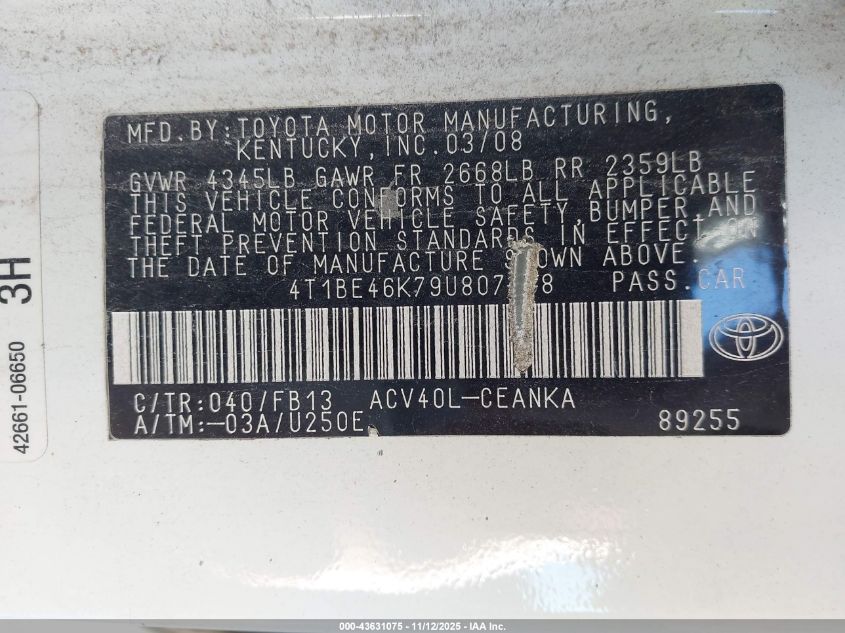 MFD. BY: TOYOTA MOTOR MANUFACTURING,
KENTUCKY, INC. 03/08
GVWR 4345LB GAWR FR 2668LB RR 2359LB
THIS VEHICLE CONFORMS TO ALL APPLICABLE
FEDERAL MOTOR VEHICLE SAFETY, BUMPER, AND
THEFT PREVENTION STANDARDS IN EFFECT ON
THE DATE OF MANUFACTURE SHOWN ABOVE.
PASS. CAR
C/TR: 040/FB13 ACV40L-CEANKA
A/TM: -03A/U250E 89255
3H
42661-06650
000-43631075 - 11/12/2025 - IAA Inc.